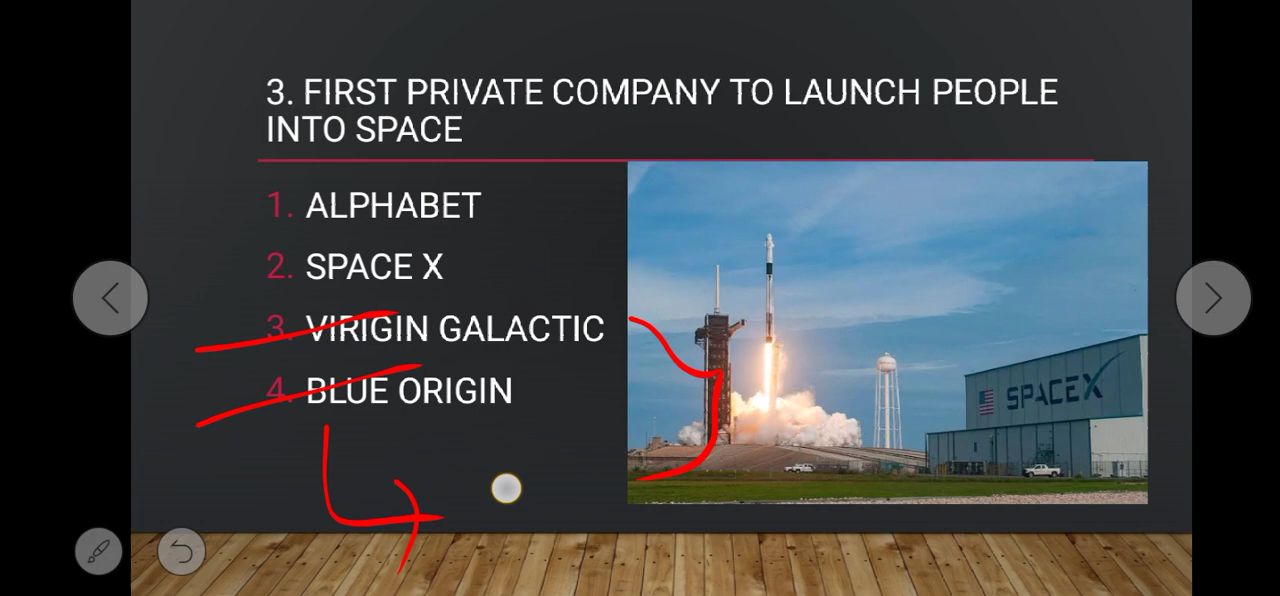 3. FIRST PRIVATE COMPANY TO LAUNCH PEOPLE
INTO SPACE
1. ALPHABET
2. SPACE X
3. VIRIGIN GALACTIC
4. BLUE ORIGIN
SPACEX